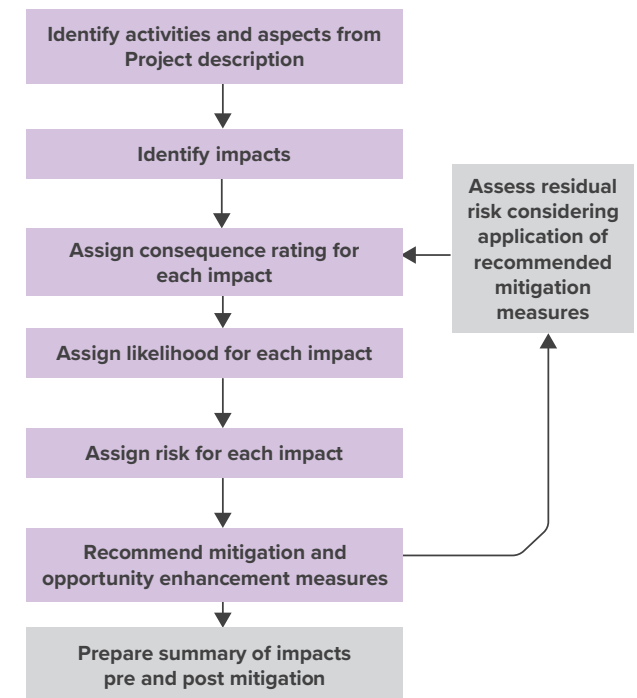 Identify activities and aspects from
Project description
Identify impacts
Assign consequence rating for
each impact
Assign likelihood for each impact
Assign risk for each impact
Recommend mitigation and
opportunity enhancement measures
Prepare summary of impacts
pre and post mitigation
Assess residual
risk considering
application of
recommended
mitigation
measures